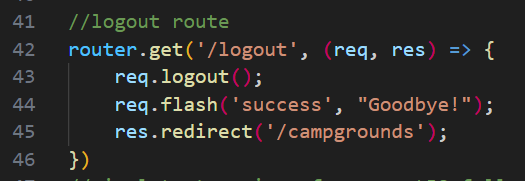 41 //logout route
42 router.get('/logout', (req, res) => {
43 req.logout();
44 req.flash('success', "Goodbye!");
45 res.redirect('/campgrounds');
46 })